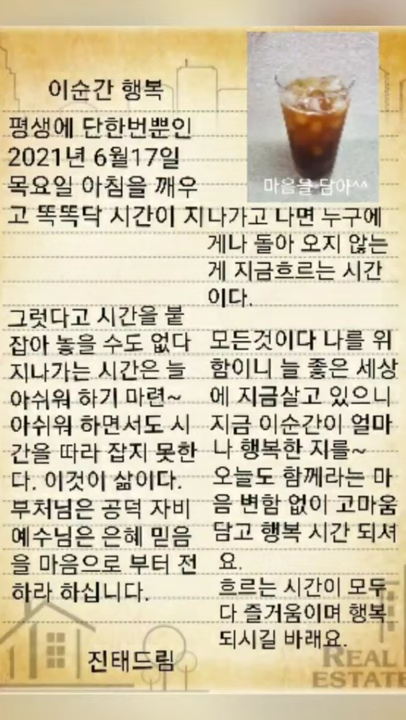 이순간 행복
평생에 단한번뿐인
2021년 6월17일
목요일 아침을 깨우
고 똑똑닥 시간이 지나가고 나면 누구에
게나 돌아 오지 않는
게 지금흐르는 시간
이다.
그럿다고 시간을 붙
잡아 놓을 수도 없다
지나가는 시간은 늘
아쉬워 하기 마련~
아쉬워 하면서도 시
간을 따라 잡지 못한
다. 이것이 삶이다.
부처님은 공덕 자비
예수님은 은혜 믿음
을 마음으로 부터 전
하라 하십니다.
모든것이다 나를 위
함이니 늘 좋은 세상
에 지금살고 있으니
지금 이순간이 얼마
나 행복한 지를~
오늘도 함께라는 마
음 변함 없이 고마움
담고 행복 시간 되셔
요.
흐르는 시간이 모두
다 즐거움이며 행복
되시길 바래요.
진태드림
마음을 담아^^
REAL
ESTATE